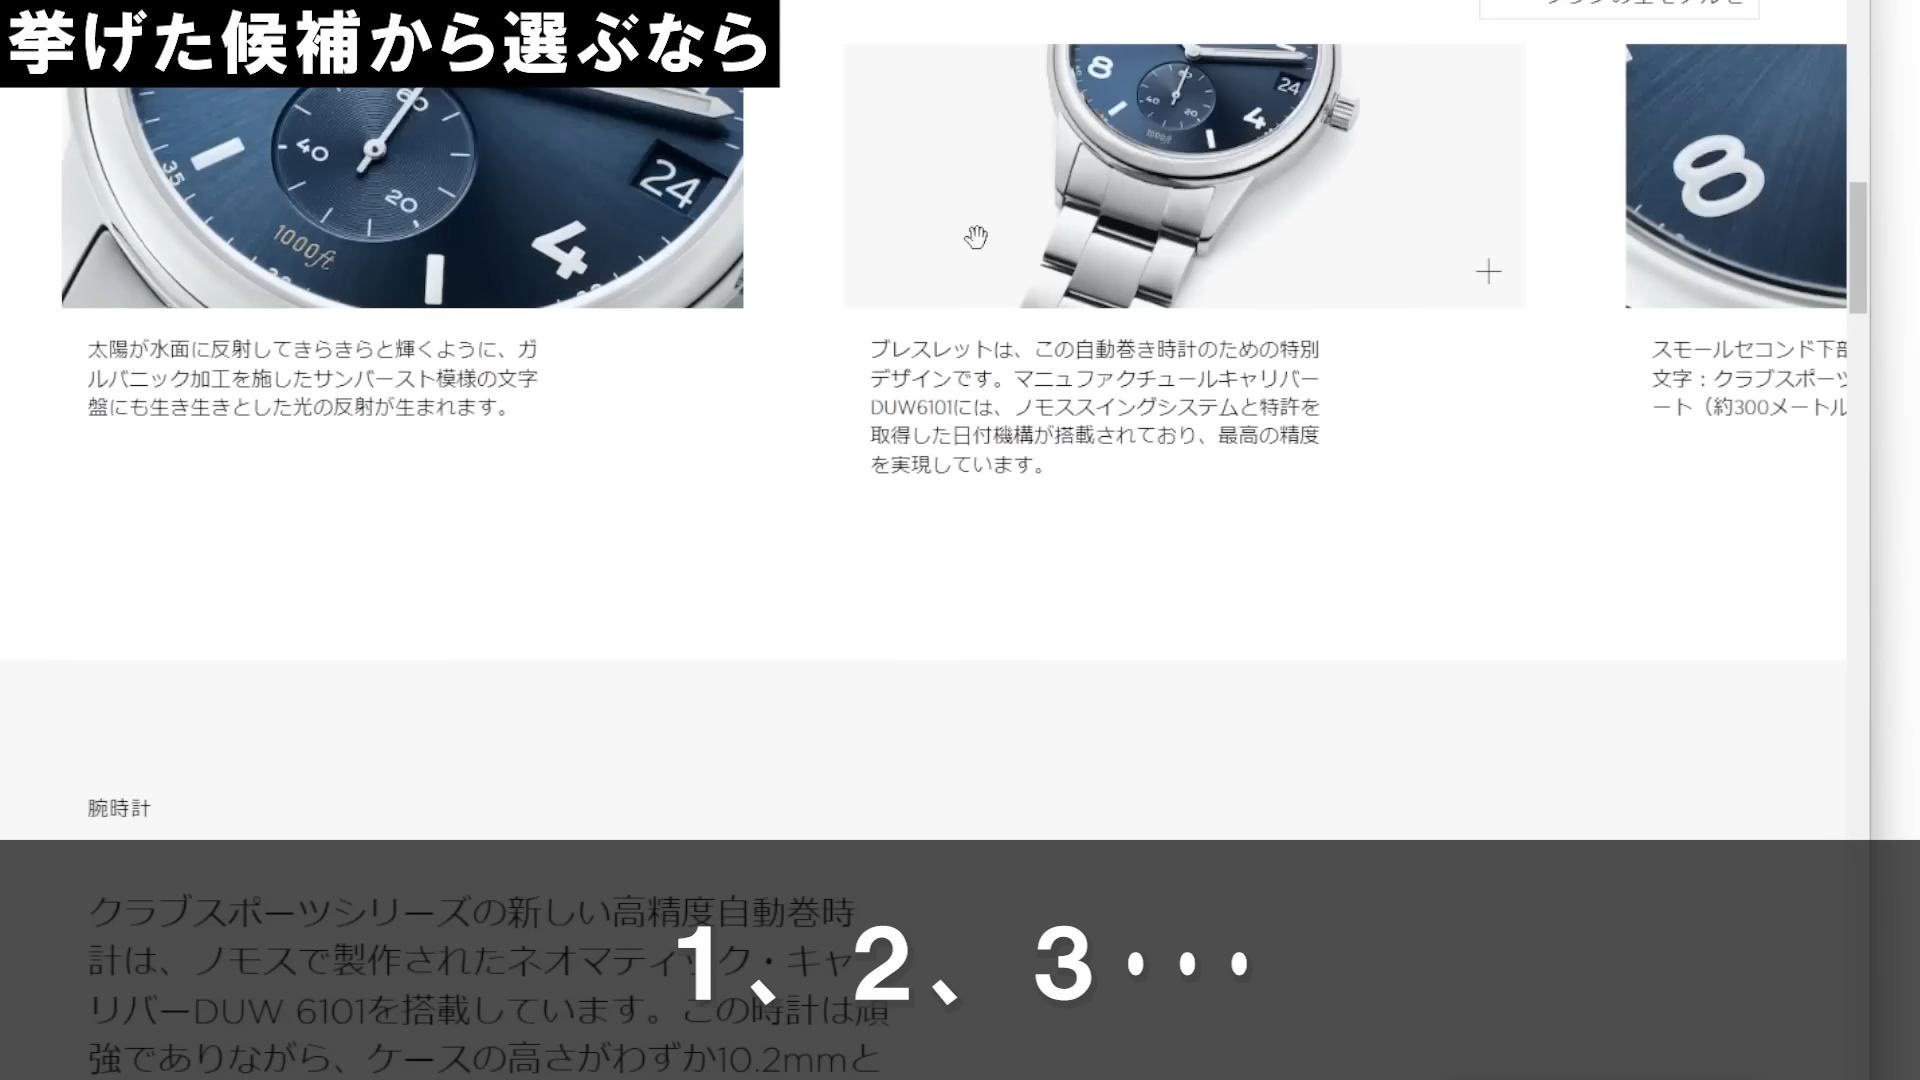 挙げた候補から選ぶなら
60
40
20
24
35
1000ft
4
8
60
40
20
24
4
1000ft
8
太陽が水面に反射してきらきらと輝くように、ガ
ルバニック加工を施したサンバースト模様の文字
盤にも生き生きとした光の反射が生まれます。
ブレスレットは、この自動巻き時計のための特別
デザインです。マニュファクチュールキャリバー
DUW6101には、ノモススイングシステムと特許を
取得した日付機構が搭載されており、最高の精度
を実現しています。
スモールセコンド下部
文字：クラブスポーツ
ート（約300メートル
腕時計
クラブスポーツシリーズの新しい高精度自動巻時
計は、ノモスで製作されたネオマティック・キャ
リバーDUW 6101を搭載しています。この時計は頑
強でありながら、ケースの高さがわずか10.2mmと
1、2、3・・・